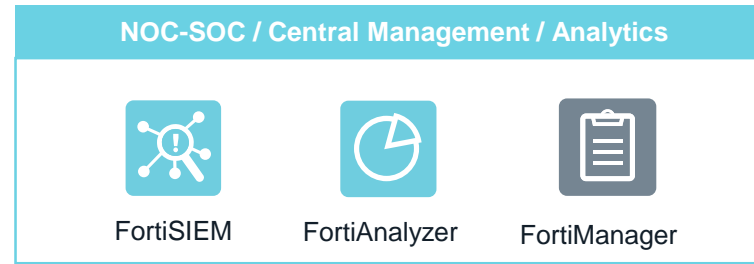 NOC-SOC / Central Management / Analytics
FortiSIEM FortiAnalyzer FortiManager